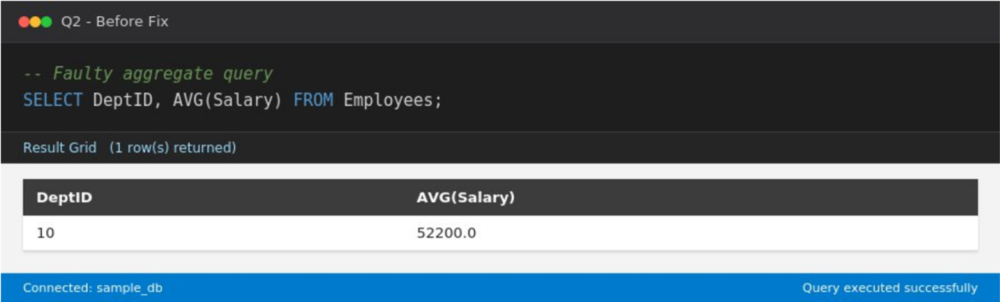 Q2 - Before Fix
-- Faulty aggregate query
SELECT DeptID, AVG(Salary) FROM Employees;
Result Grid (1 row(s) returned)
DeptID AVG(Salary)
10 52200.0
Connected: sample_db Query executed successfully